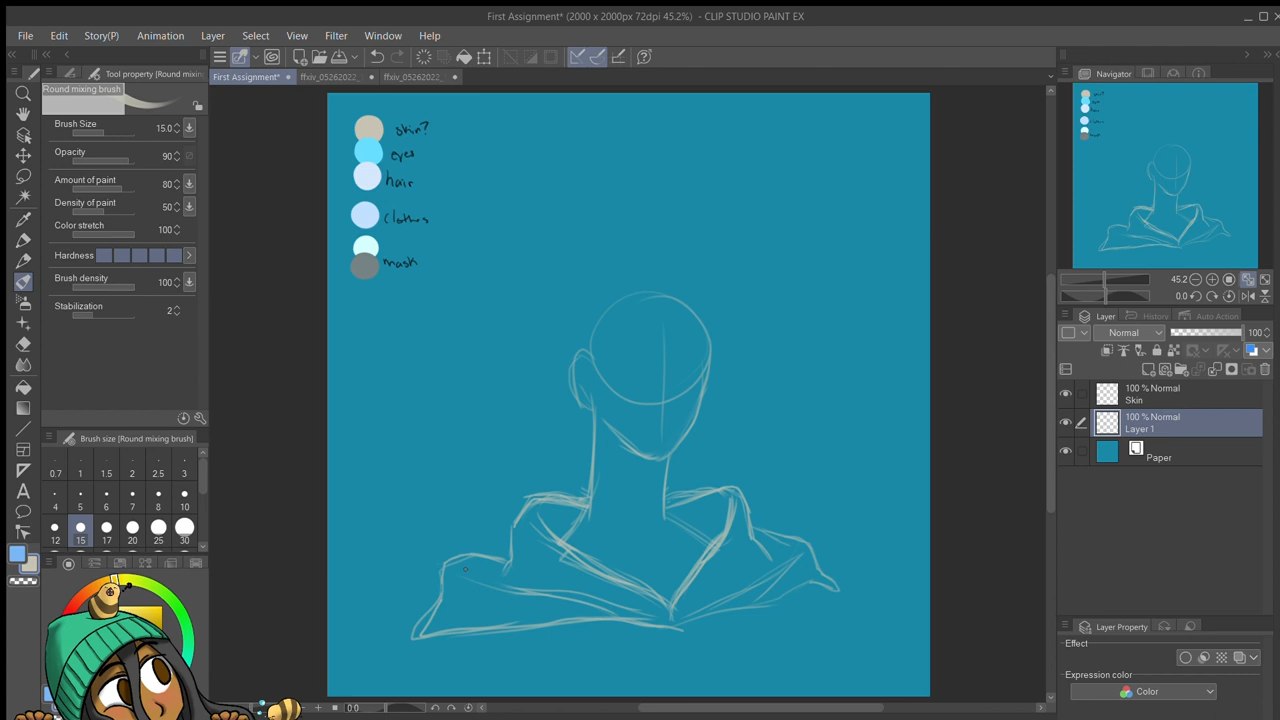 First Assignment* (2000 x 2000px 72dpi 45.2%) - CLIP STUDIO PAINT EX
File Edit Story(P) Animation Layer Select View Filter Window Help
Tool property [Round mixing
First Assignment* ffxiv_05262022_ ffxiv_05262022_
Navigator
Round mixing brush
Brush Size 15.0
Opacity 90
Amount of paint 80
Density of paint 50
Color stretch 100
Hardness
Brush density 100
Stabilization 2
skin?
eyes
hair
clothes
mask
45.2
0.0
Layer History Auto Action
Normal 100
100 % Normal
Skin
100 % Normal
Layer 1
Paper
Brush size [Round mixing brush]
0.7 1 1.5 2 2.5 3
4 5 6 7 8 10
12 15 17 20 25 30
Layer Property
Effect
Expression color
Color
0.0